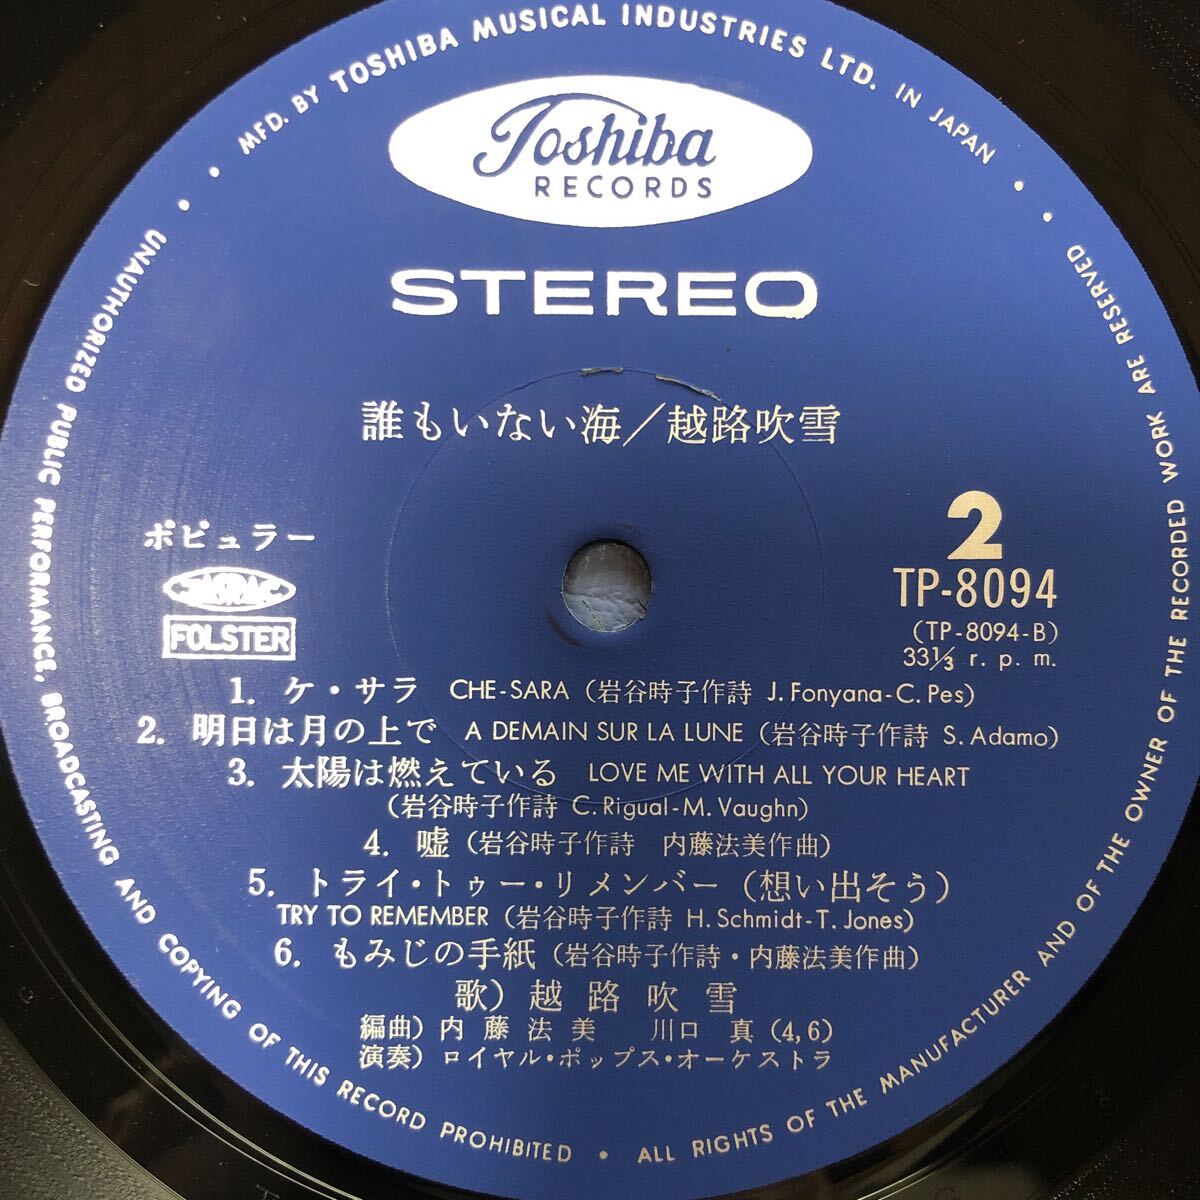 MFD. BY TOSHIBA MUSICAL INDUSTRIES LTD. IN JAPAN
Toshiba
RECORDS
STEREO
誰もいない海／越路吹雪
ポピュラー
JASRAC
FOLSTER
2
TP-8094
(TP-8094-B)
33⅓ r. p. m.
1. ケ・サラ CHE-SARA (岩谷時子作詩 J. Fonyana-C. Pes)
2. 明日は月の上で A DEMAIN SUR LA LUNE (岩谷時子作詩 S. Adamo)
3. 太陽は燃えている LOVE ME WITH ALL YOUR HEART
(岩谷時子作詩 C. Rigual-M. Vaughn)
4. 嘘 (岩谷時子作詩 内藤法美作曲)
5. トライ・トゥー・リメンバー (想い出そう)
TRY TO REMEMBER (岩谷時子作詩 H. Schmidt-T. Jones)
6. もみじの手紙 (岩谷時子作詩・内藤法美作曲)
歌) 越路吹雪
編曲) 内藤法美 川口 真 (4, 6)
演奏) ロイヤル・ポップス・オーケストラ
UNAUTHORIZED PUBLIC PERFORMANCE, BROADCASTING AND COPYING OF THIS RECORD PROHIBITED • ALL RIGHTS OF THE MANUFACTURER AND OF THE OWNER OF THE RECORDED WORK ARE RESERVED